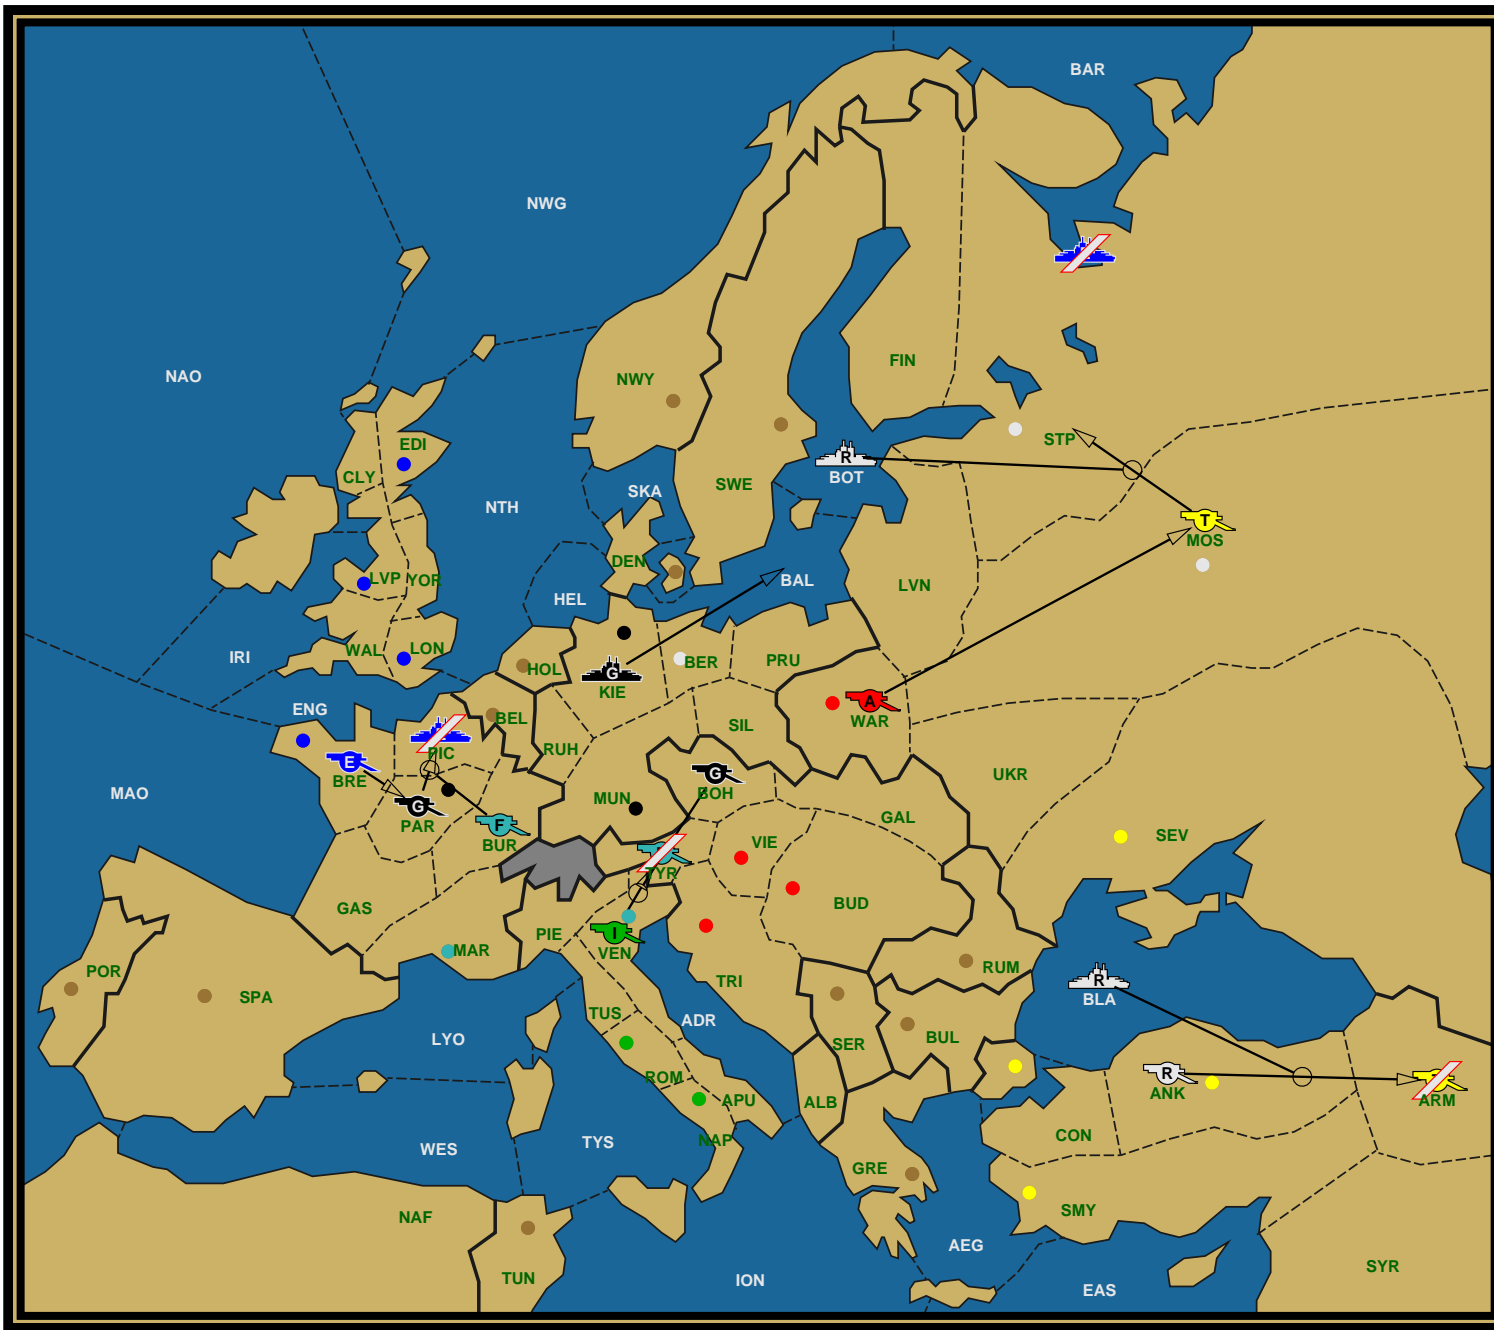 BAR
NWG
NAO
FIN
NWY
EDI
STP
CLY
R
BOT
SWE
SKA
NTH
T
MOS
DEN
BAL
LVP
YOR
LVN
HEL
WAL
LON
IRI
HOL
BER
PRU
G
KIE
A
WAR
ENG
BEL
SIL
PIC
RUH
E
BRE
UKR
G
BOH
MAO
MUN
G
PAR
GAL
F
BUR
SEV
VIE
TYR
BUD
GAS
I
VEN
PIE
MAR
POR
SPA
TRI
RUM
R
BLA
TUS
ADR
LYO
SER
BUL
ROM
R
ANK
APU
ALB
ARM
CON
NAP
TYS
WES
GRE
SMY
NAF
AEG
SYR
TUN
ION
EAS